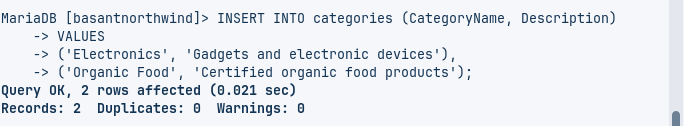 MariaDB [basantnorthwind]> INSERT INTO categories (CategoryName, Description)
    -> VALUES
    -> ('Electronics', 'Gadgets and electronic devices'),
    -> ('Organic Food', 'Certified organic food products');
Query OK, 2 rows affected (0.021 sec)
Records: 2  Duplicates: 0  Warnings: 0